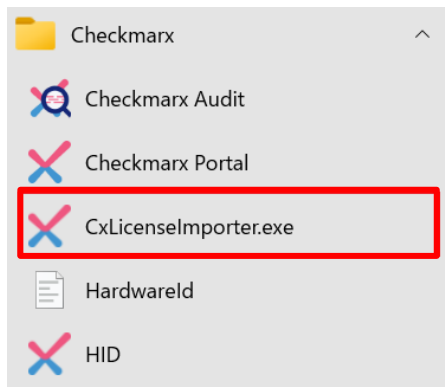 Checkmarx
Checkmarx Audit
Checkmarx Portal
CxLicenseImporter.exe
HardwareId
HID